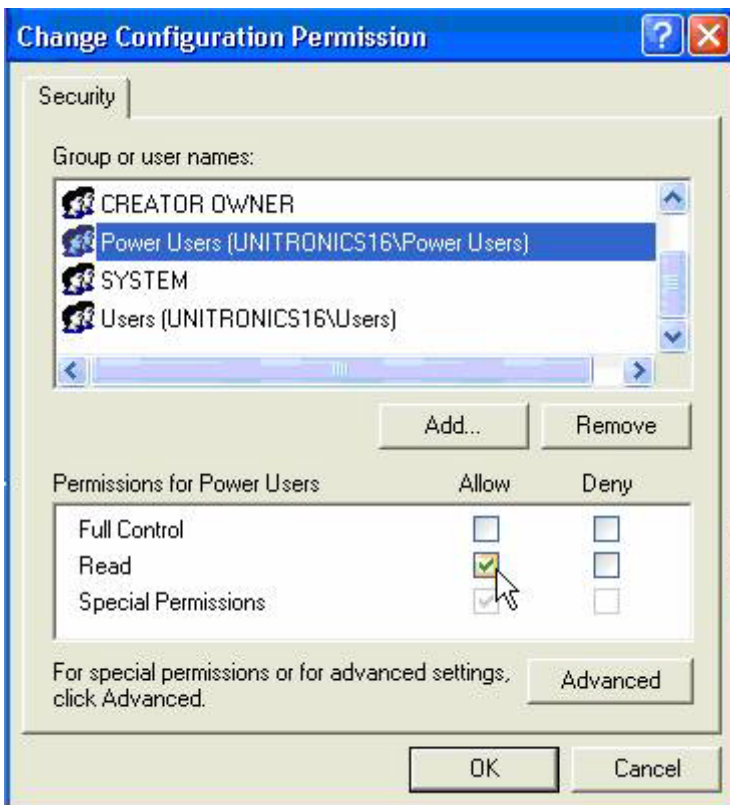 Change Configuration Permission
Security
Group or user names:
CREATOR OWNER
Power Users (UNITRONICS16\Power Users)
SYSTEM
Users (UNITRONICS16\Users)
Add...
Remove
Permissions for Power Users Allow Deny
Full Control
Read
Special Permissions
For special permissions or for advanced settings,
click Advanced.
Advanced
OK
Cancel